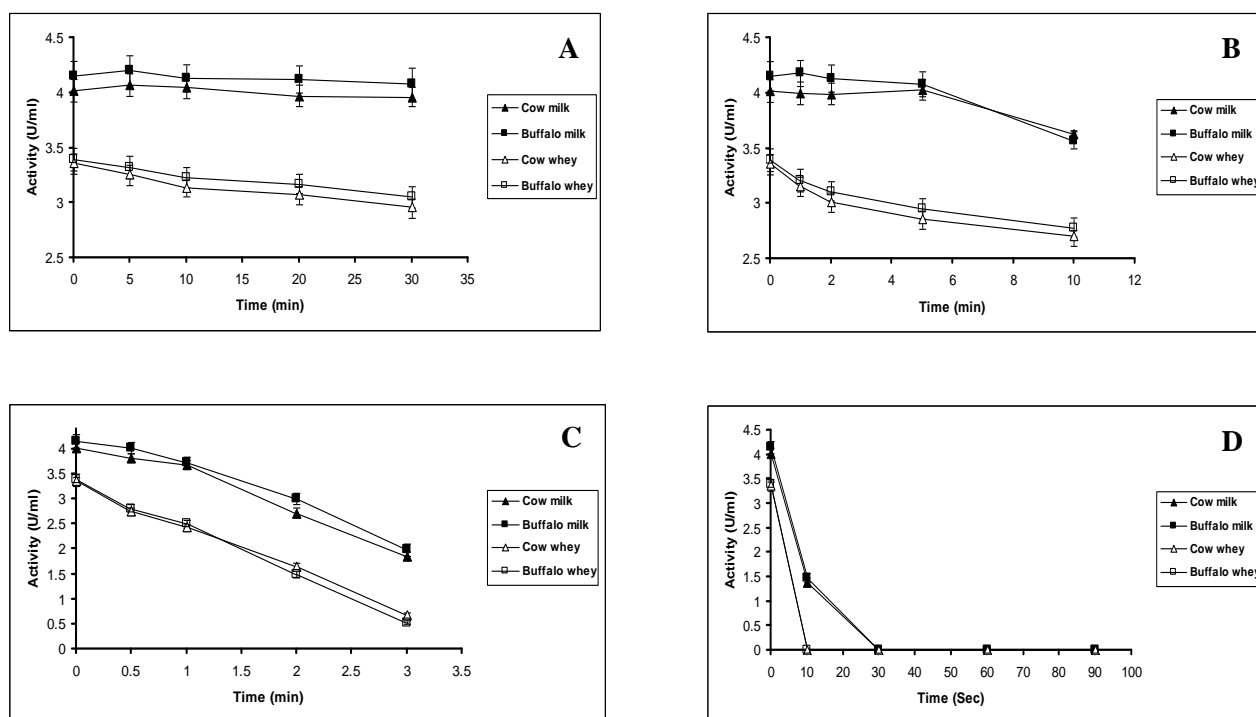 A
4.5
4
3.5
3
2.5
Activity (U/ml)
0 5 10 15 20 25 30 35
Time (min)
Cow milk
Buffalo milk
Cow whey
Buffalo whey
B
4.5
4
3.5
3
2.5
Activity (U/ml)
0 2 4 6 8 10 12
Time (min)
Cow milk
Buffalo milk
Cow whey
Buffalo whey
C
4
3.5
3
2.5
2
1.5
1
0.5
0
Activity (U/ml)
0 0.5 1 1.5 2 2.5 3 3.5
Time (min)
Cow milk
Buffalo milk
Cow whey
Buffalo whey
D
4.5
4
3.5
3
2.5
2
1.5
1
0.5
0
Activity (U/ml)
0 10 20 30 40 50 60 70 80 90 100
Time (Sec)
Cow milk
Buffalo milk
Cow whey
Buffalo whey